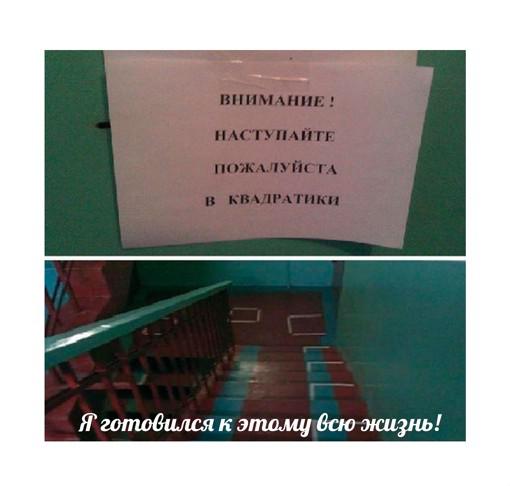 ВНИМАНИЕ !
НАСТУПАЙТЕ
ПОЖАЛУЙСТА
В КВАДРАТИКИ
Я готовился к этому всю жизнь!